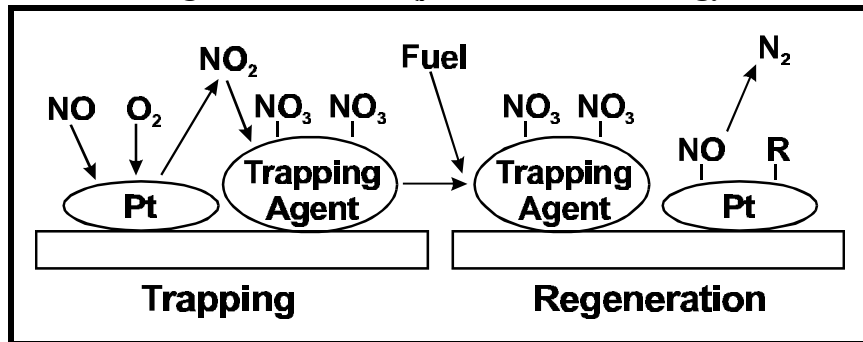 NO₂
Fuel
N₂
NO O₂
NO₃ NO₃
NO₃ NO₃
NO R
Pt
Trapping
Agent
Trapping
Agent
Pt
Trapping
Regeneration